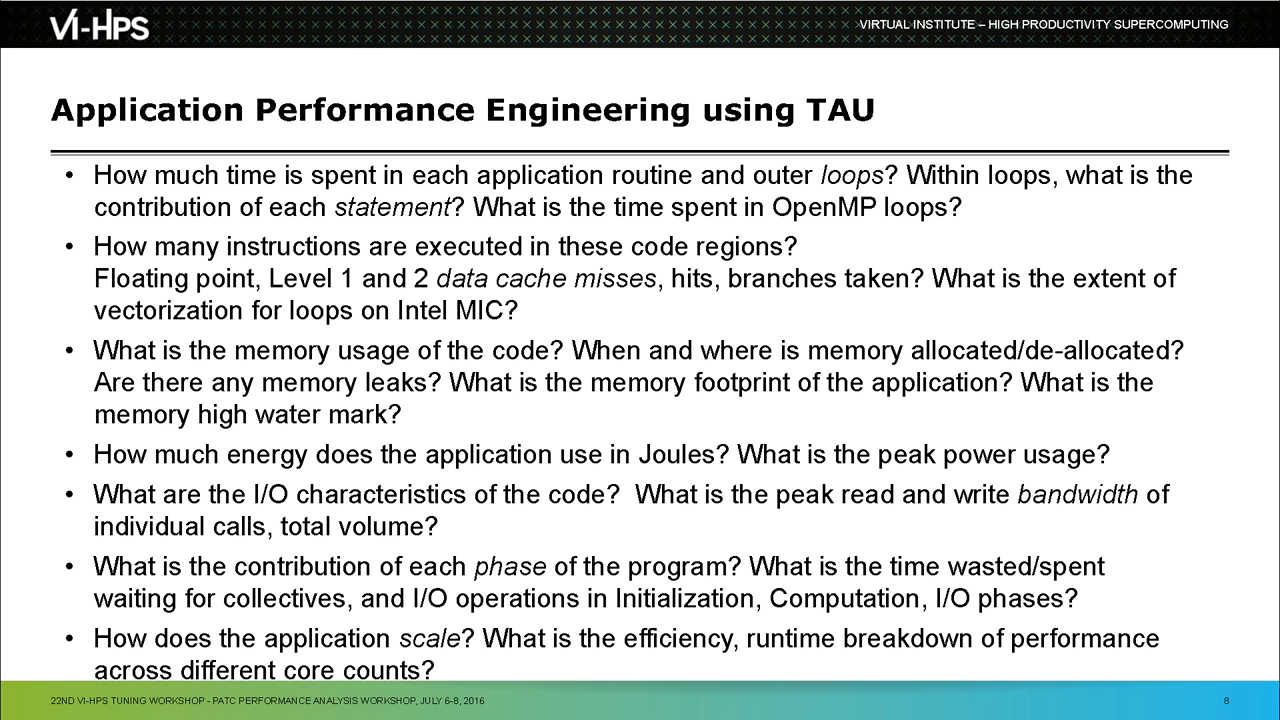 VI-HPS
VIRTUAL INSTITUTE – HIGH PRODUCTIVITY SUPERCOMPUTING
Application Performance Engineering using TAU
• How much time is spent in each application routine and outer loops? Within loops, what is the
contribution of each statement? What is the time spent in OpenMP loops?
• How many instructions are executed in these code regions?
Floating point, Level 1 and 2 data cache misses, hits, branches taken? What is the extent of
vectorization for loops on Intel MIC?
• What is the memory usage of the code? When and where is memory allocated/de-allocated?
Are there any memory leaks? What is the memory footprint of the application? What is the
memory high water mark?
• How much energy does the application use in Joules? What is the peak power usage?
• What are the I/O characteristics of the code?  What is the peak read and write bandwidth of
individual calls, total volume?
• What is the contribution of each phase of the program? What is the time wasted/spent
waiting for collectives, and I/O operations in Initialization, Computation, I/O phases?
• How does the application scale? What is the efficiency, runtime breakdown of performance
across different core counts?
22ND VI-HPS TUNING WORKSHOP - PATC PERFORMANCE ANALYSIS WORKSHOP, JULY 6-8, 2016
8